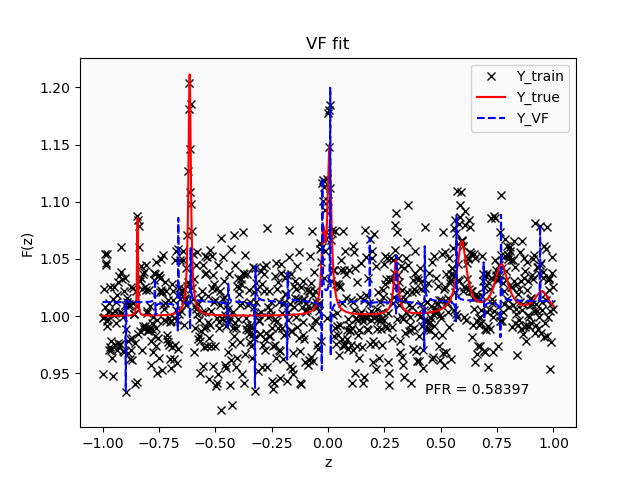 VF fit
Y_train
Y_true
Y_VF
F(z)
1.20
1.15
1.10
1.05
1.00
0.95
PFR = 0.58397
−1.00 −0.75 −0.50 −0.25 0.00 0.25 0.50 0.75 1.00
z